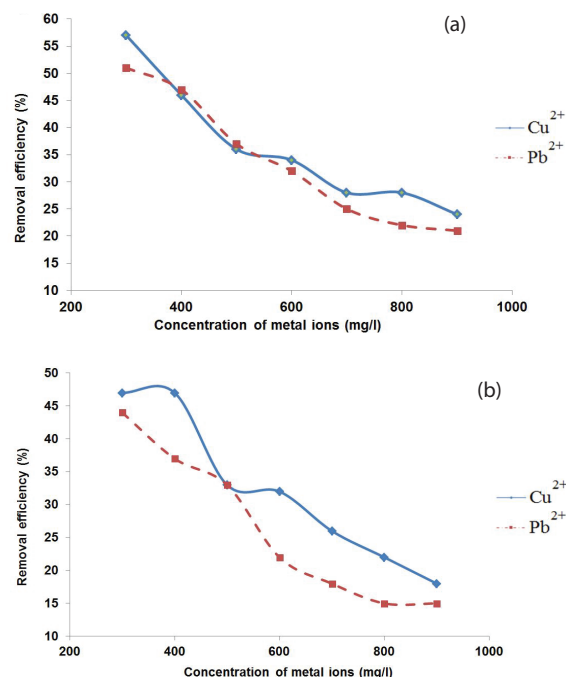 (a)
Removal efficiency (%)
60
55
50
45
40
35
30
25
20
15
10
200 400 600 800 1000
Concentration of metal ions (mg/l)
Cu²⁺
Pb²⁺
(b)
Removal efficiency (%)
50
45
40
35
30
25
20
15
10
200 400 600 800 1000
Concentration of metal ions (mg/l)
Cu²⁺
Pb²⁺